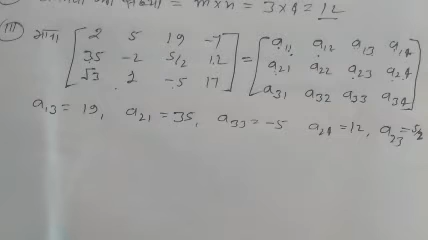 = m×n = 3×4 = 12
(III) माना [2 5 19 -7] = [a₁₁ a₁₂ a₁₃ a₁₄]
[35 -2 5/2 12] [a₂₁ a₂₂ a₂₃ a₂₄]
[√3 2 -5 17] [a₃₁ a₃₂ a₃₃ a₃₄]
a₁₃ = 19, a₂₁ = 35, a₃₃ = -5 a₂₄ = 12, a₂₃ = 5/2